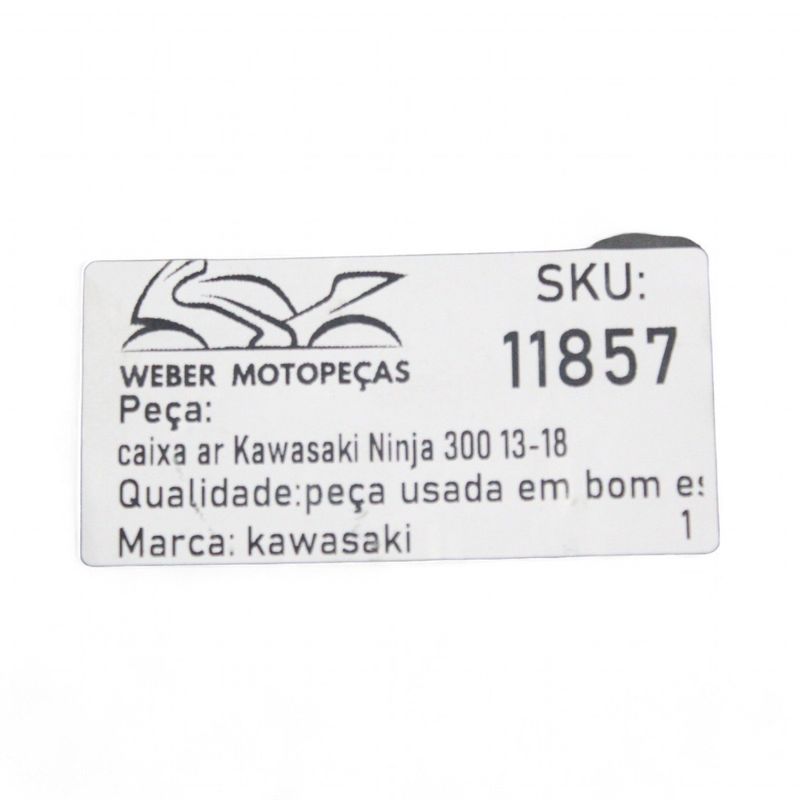 WEBER MOTOPEÇAS
SKU:
11857
Peça:
caixa ar Kawasaki Ninja 300 13-18
Qualidade:peça usada em bom
Marca: kawasaki
1